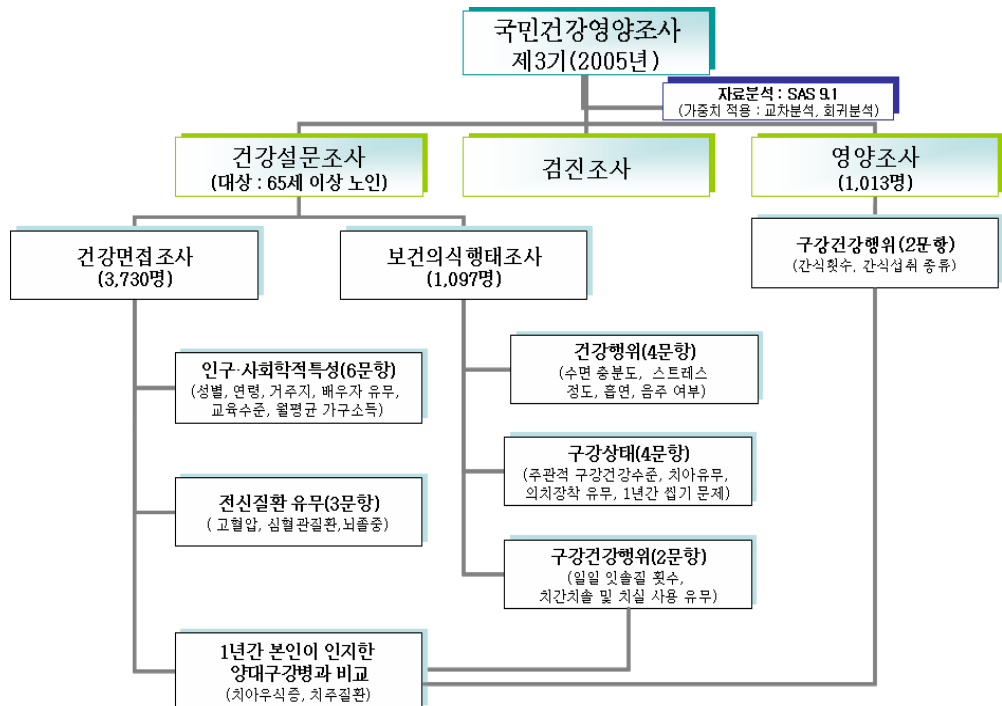 국민건강영양조사
제3기(2005년)
자료분석 : SAS 9.1
(가중치 적용 : 교차분석, 회귀분석)
건강설문조사
(대상 : 65세 이상 노인)
검진조사
영양조사
(1,013명)
건강면접조사
(3,730명)
보건의식행태조사
(1,097명)
구강건강행위(2문항)
(간식횟수, 간식섭취 종류)
인구·사회학적특성(6문항)
(성별, 연령, 거주지, 배우자 유무,
교육수준, 월평균 가구소득)
건강행위(4문항)
(수면 충분도, 스트레스
정도, 흡연, 음주 여부)
구강상태(4문항)
(주관적 구강건강수준, 치아유무,
의치장착 유무, 1년간 씹기 문제)
전신질환 유무(3문항)
( 고혈압, 심혈관질환,뇌졸중)
구강건강행위(2문항)
(일일 잇솔질 횟수,
치간치솔 및 치실 사용 유무)
1년간 본인이 인지한
양대구강병과 비교
(치아우식증, 치주질환)